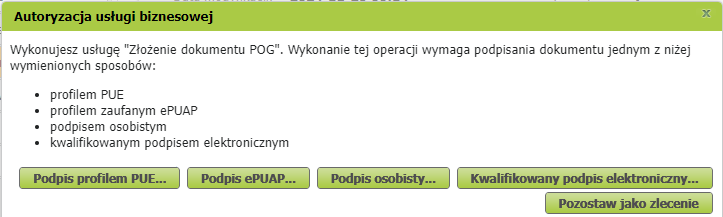 Autoryzacja usługi biznesowej x
Wykonujesz usługę "Złożenie dokumentu POG". Wykonanie tej operacji wymaga podpisania dokumentu jednym z niżej
wymienionych sposobów:
• profilem PUE
• profilem zaufanym ePUAP
• podpisem osobistym
• kwalifikowanym podpisem elektronicznym
Podpis profilem PUE... Podpis ePUAP... Podpis osobisty... Kwalifikowany podpis elektroniczny...
Pozostaw jako zlecenie